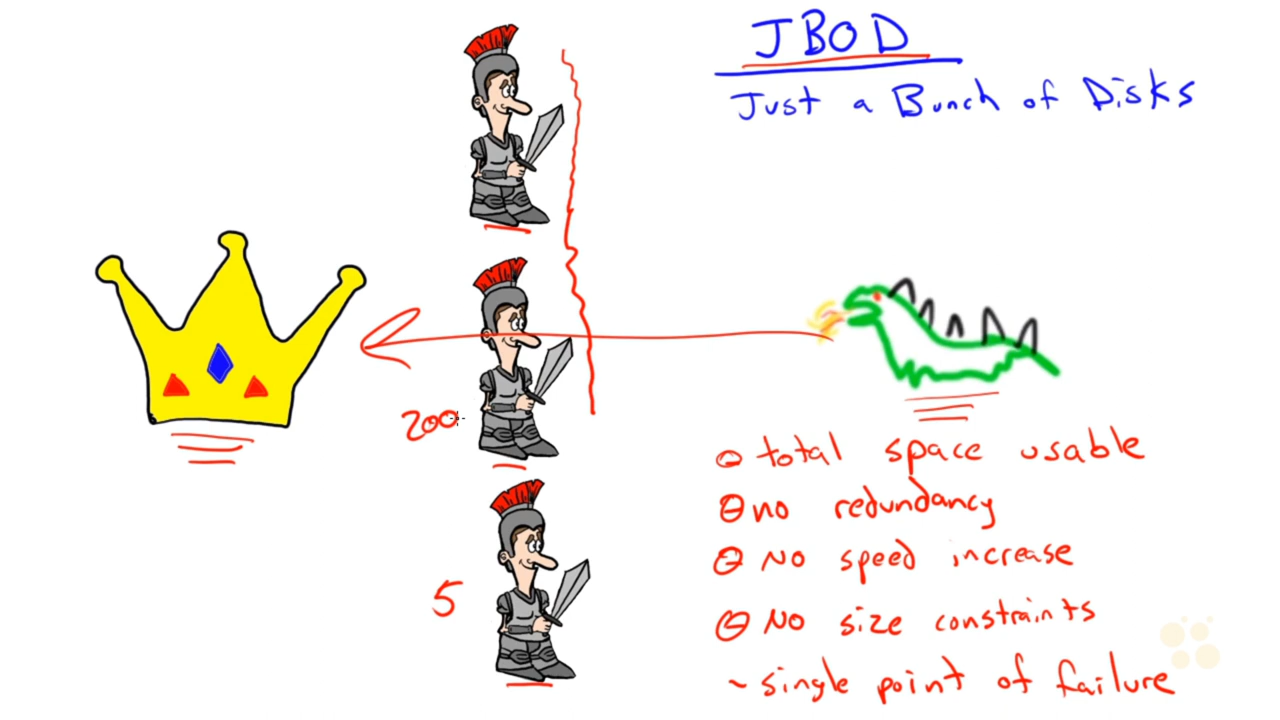 JBOD
Just a Bunch of Disks
200
5
total space usable
no redundancy
No speed increase
No size constraints
~ single point of failure